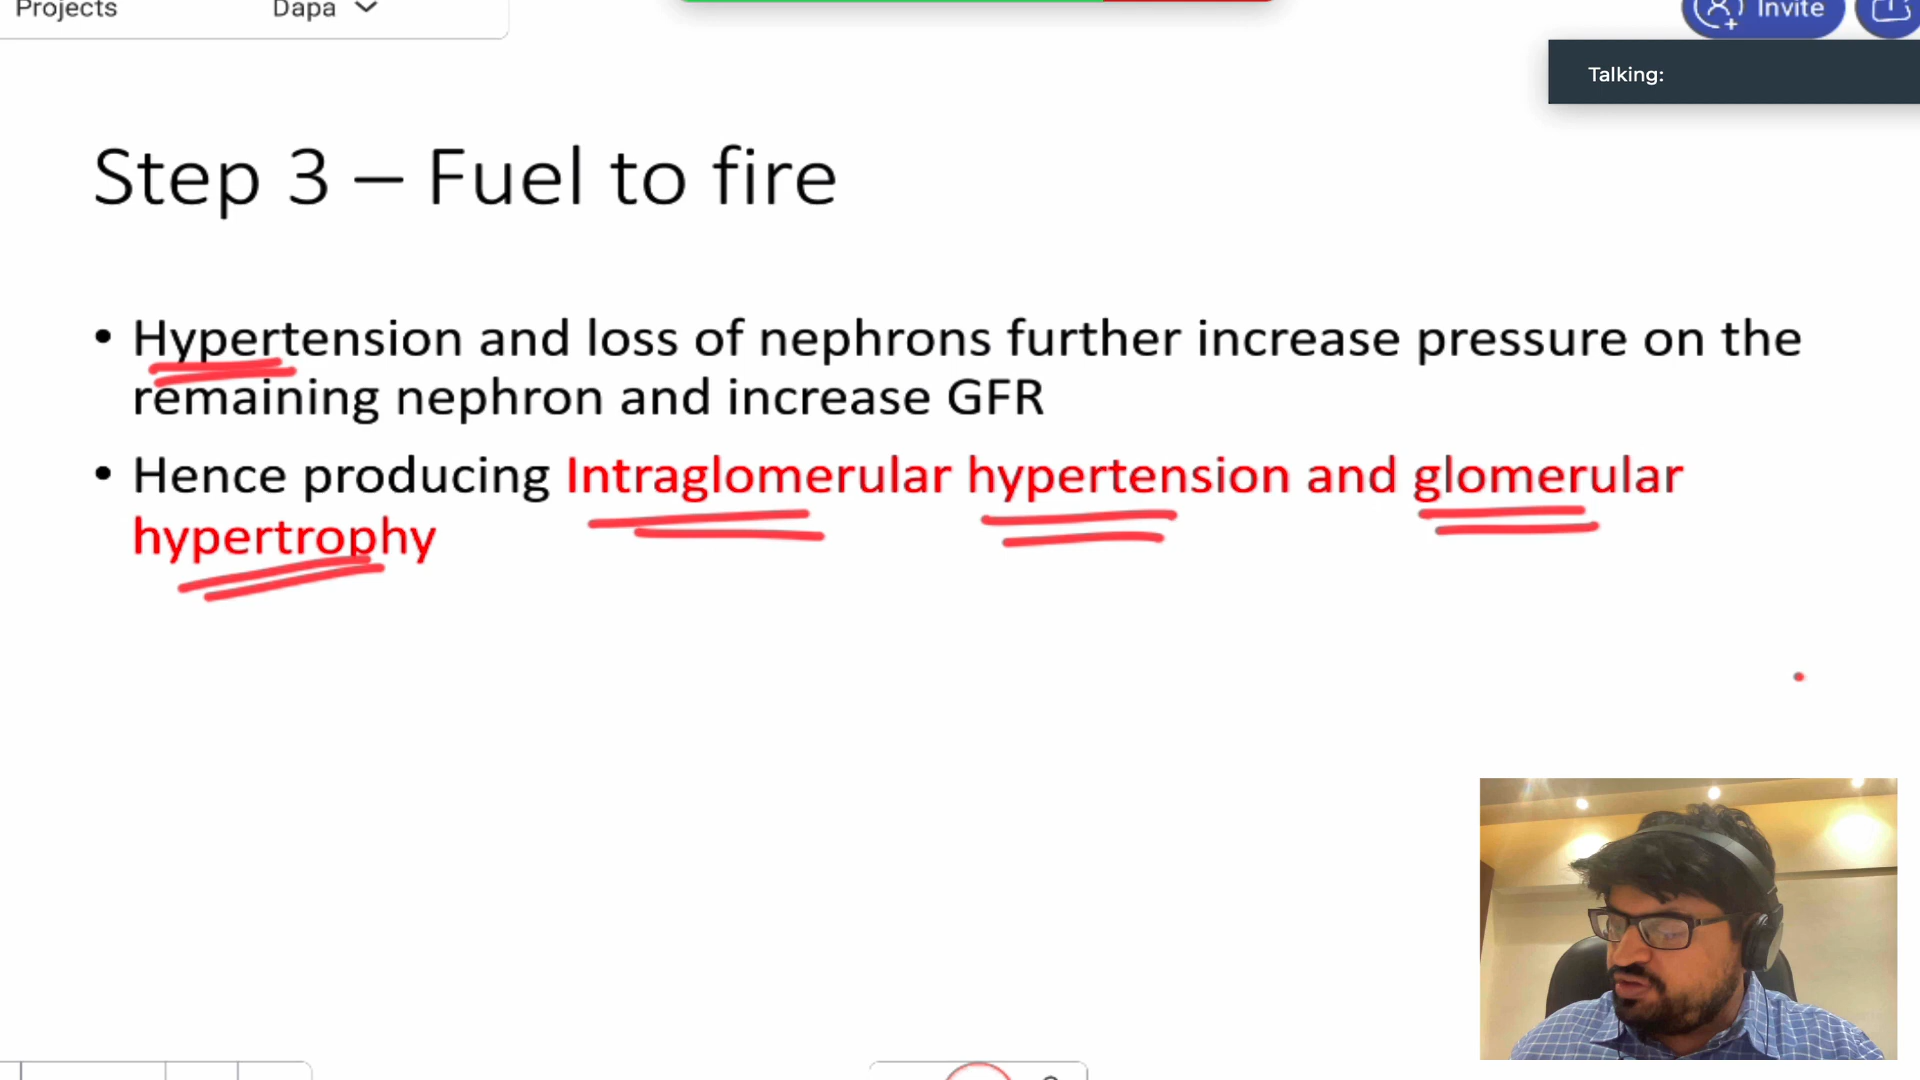 Projects Dapa
Invite
Talking:
Step 3 – Fuel to fire
• Hypertension and loss of nephrons further increase pressure on the
remaining nephron and increase GFR
• Hence producing Intraglomerular hypertension and glomerular
hypertrophy